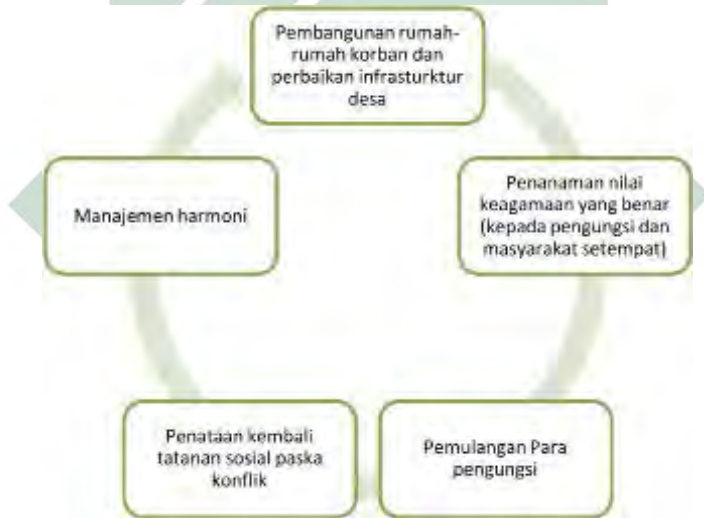 Pembangunan rumah-
rumah korban dan
perbaikan infrasturktur
desa
Penanaman nilai
keagamaan yang benar
(kepada pengungsi dan
masyarakat setempat)
Pemulangan Para
pengungsi
Penataan kembali
tatanan sosial paska
konflik
Manajemen harmoni